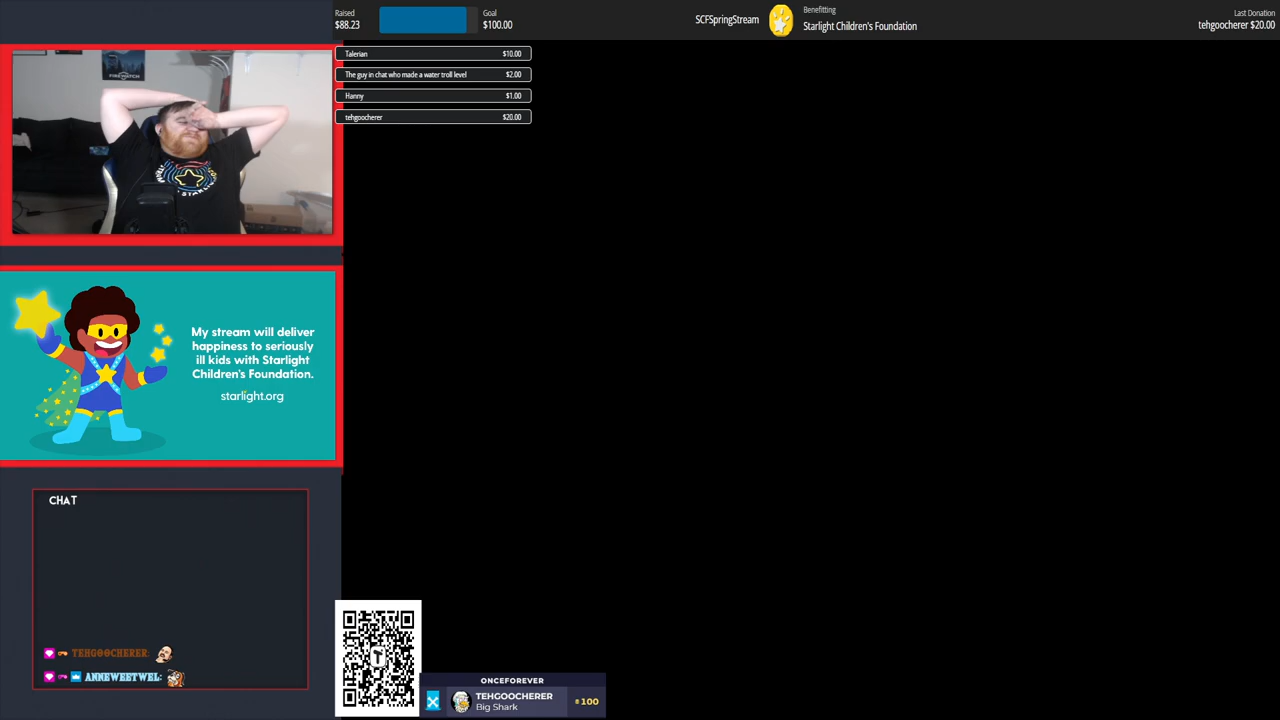 Raised
$88.23
Goal
$100.00
SCFSpringStream
Benefitting
Starlight Children's Foundation
Last Donation
tehgoocherer $20.00
Talerian $10.00
The guy in chat who made a water troll level $2.00
Hanny $1.00
tehgoocherer $20.00
FIREWATCH
My stream will deliver
happiness to seriously
ill kids with Starlight
Children's Foundation.
starlight.org
CHAT
TEHGOOCHERER:
ANNEWEETWEL:
T
ONCEFOREVER
TEHGOOCHERER
Big Shark
100